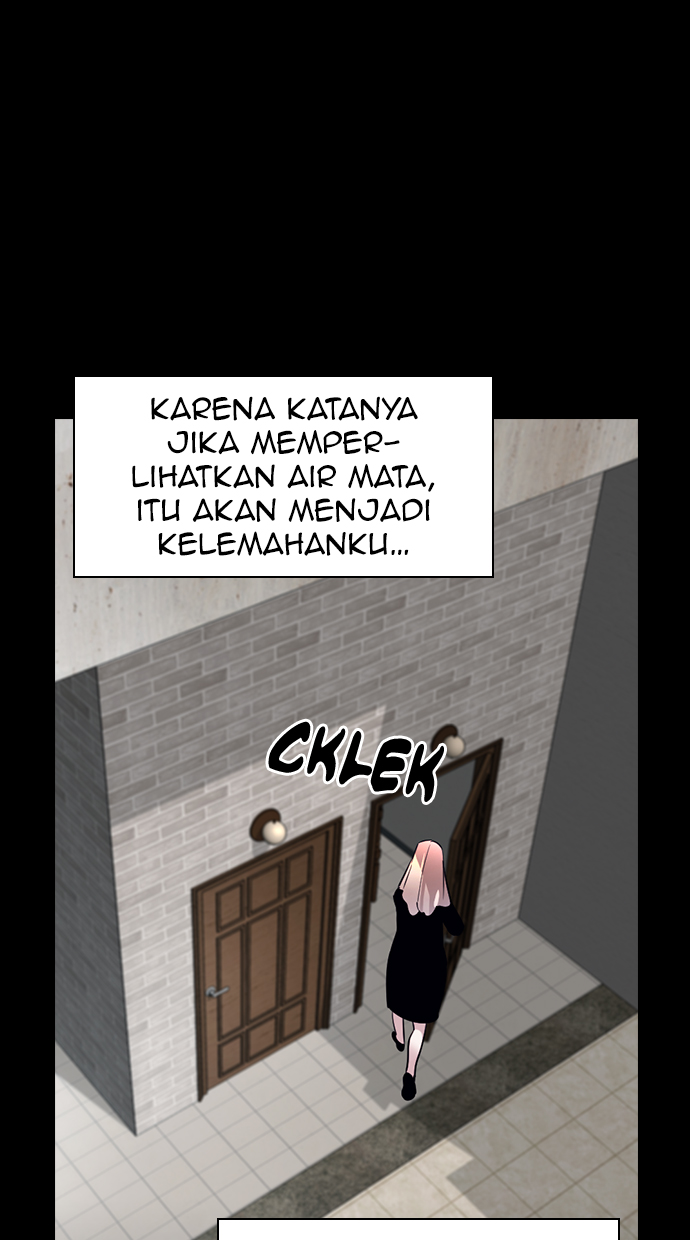 KARENA KATANYA
JIKA MEMPER-
LIHATKAN AIR MATA,
ITU AKAN MENJADI
KELEMAHANKU...
CKLEK